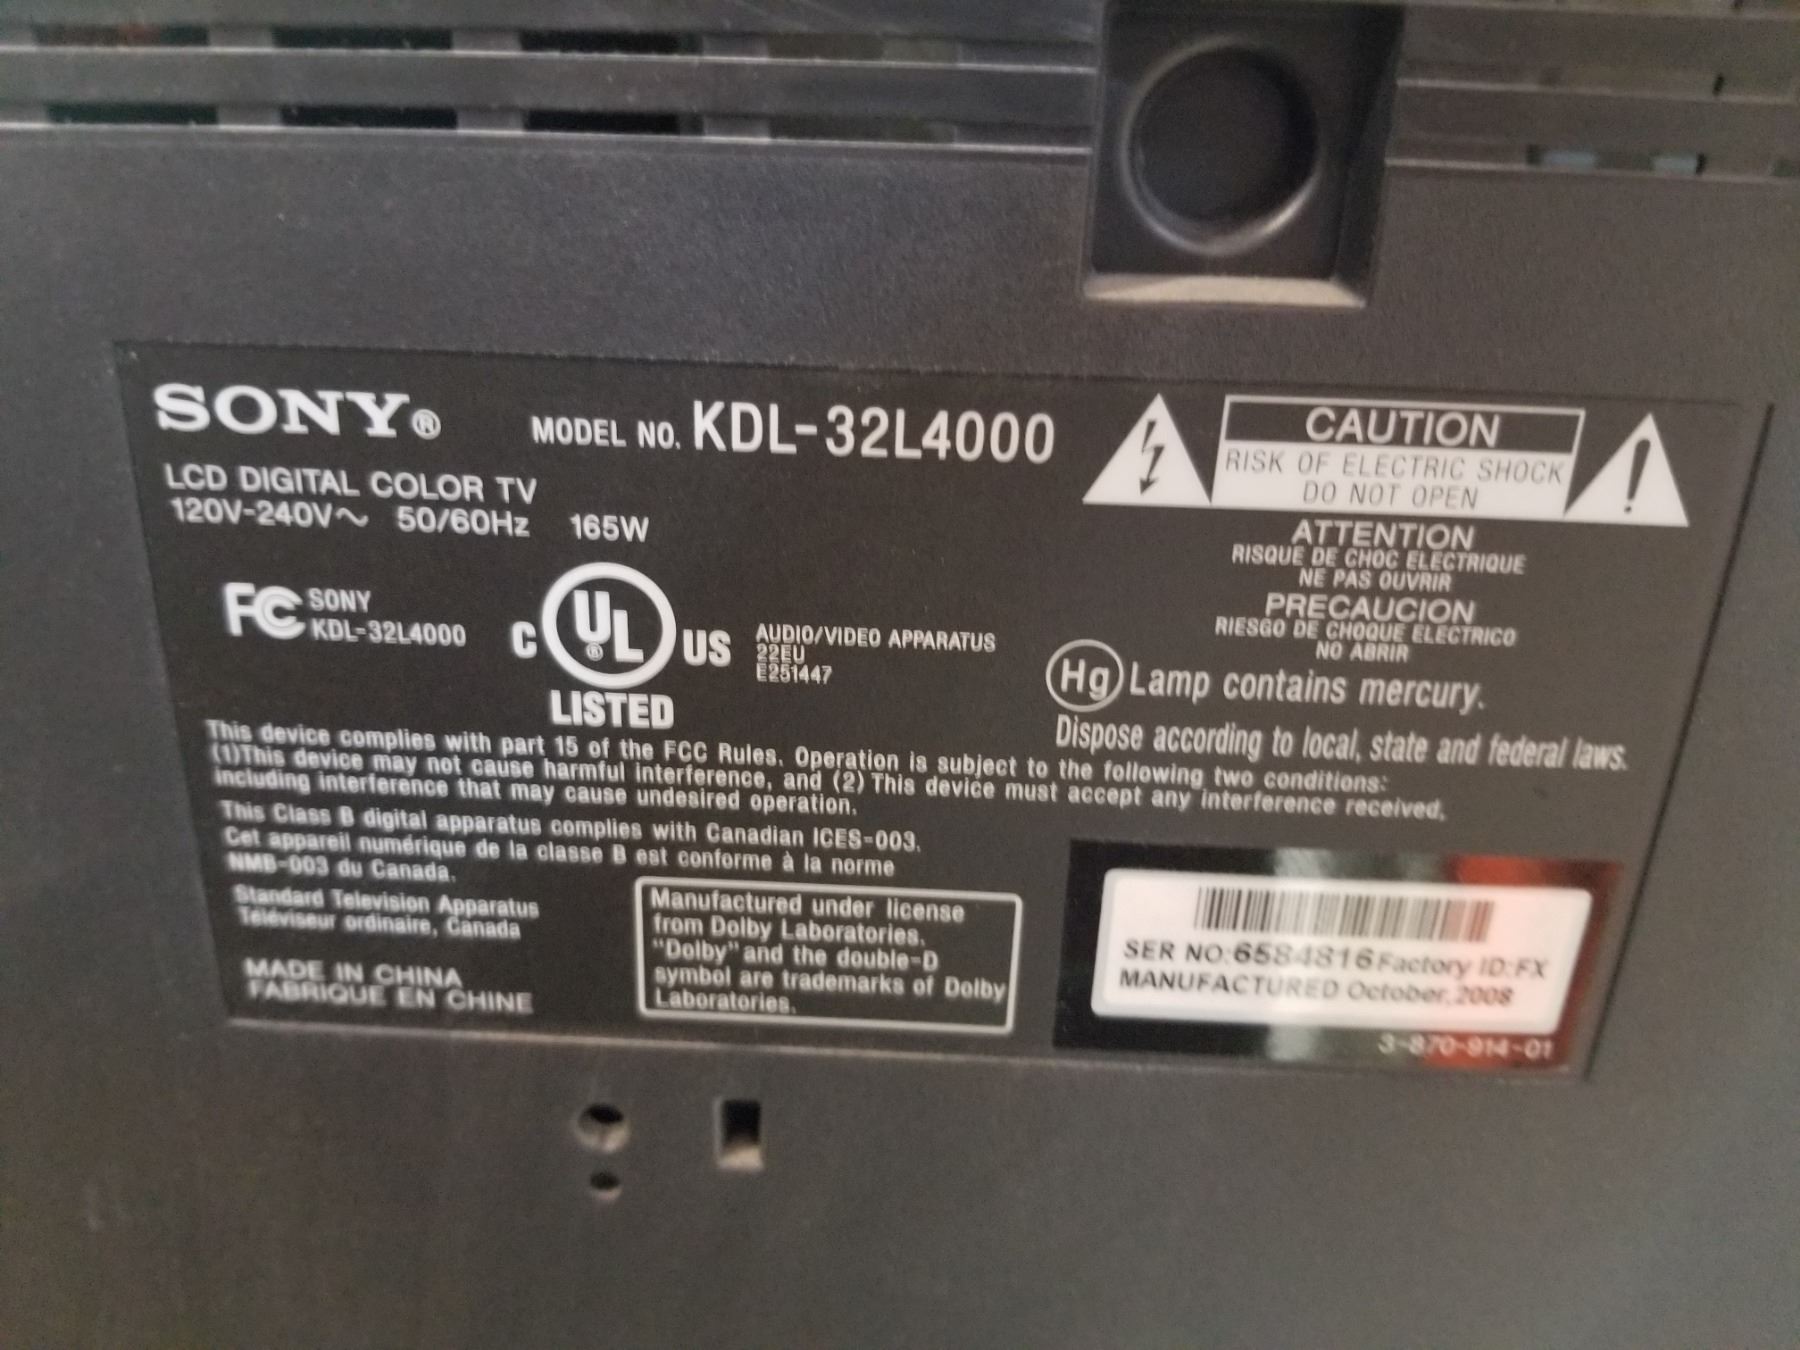 SONY®
MODEL NO. KDL-32L4000
LCD DIGITAL COLOR TV
120V-240V~ 50/60Hz 165W
FC SONY
KDL-32L4000
C UL® US
LISTED
AUDIO/VIDEO APPARATUS
22EU
E251447
CAUTION
RISK OF ELECTRIC SHOCK
DO NOT OPEN
ATTENTION
RISQUE DE CHOC ELECTRIQUE
NE PAS OUVRIR
PRECAUCION
RIESGO DE CHOQUE ELECTRICO
NO ABRIR
Hg Lamp contains mercury.
Dispose according to local, state and federal laws.
This device complies with part 15 of the FCC Rules. Operation is subject to the following two conditions:
(1)This device may not cause harmful interference, and (2) This device must accept any interference received,
including interference that may cause undesired operation.
This Class B digital apparatus complies with Canadian ICES-003.
Cet appareil numérique de la classe B est conforme à la norme
NMB-003 du Canada.
Standard Television Apparatus
Téléviseur ordinaire, Canada
MADE IN CHINA
FABRIQUE EN CHINE
Manufactured under license
from Dolby Laboratories.
"Dolby" and the double-D
symbol are trademarks of Dolby
Laboratories.
SER NO:6584816 Factory ID:FX
MANUFACTURED October, 2008
3-870-914-01